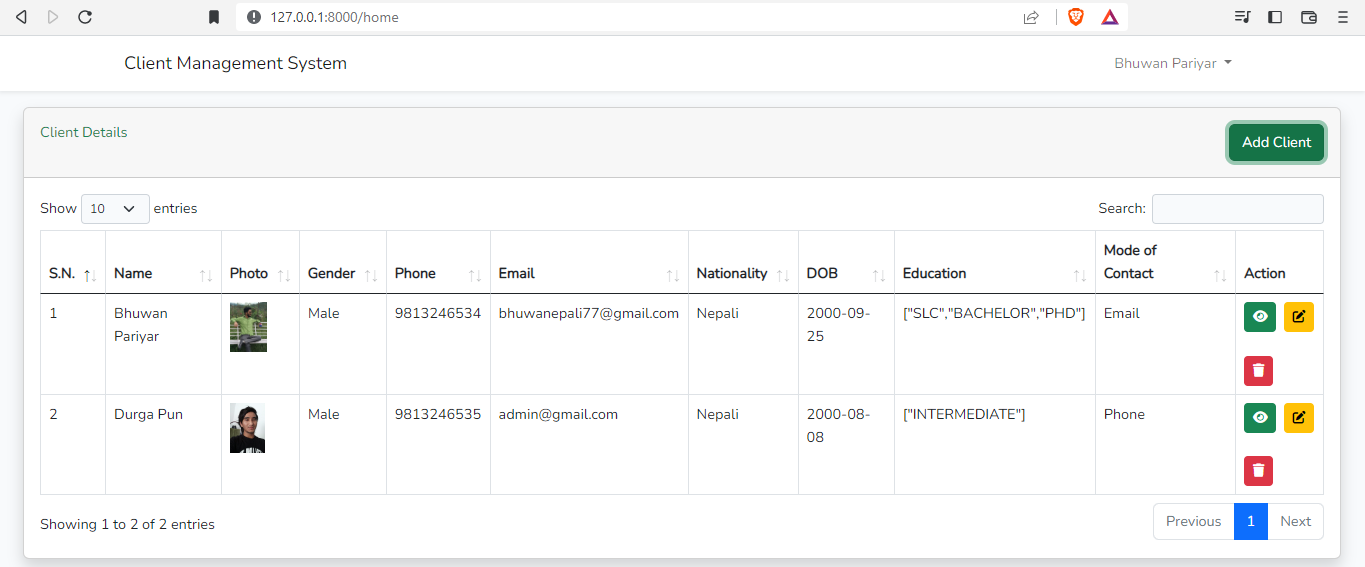 127.0.0.1:8000/home
Client Management System
Bhuwan Pariyar
Client Details
Add Client
Show 10 entries
Search:
S.N. Name Photo Gender Phone Email Nationality DOB Education Mode of Contact Action
1 Bhuwan Pariyar Male 9813246534 bhuwanepali77@gmail.com Nepali 2000-09-25 ["SLC","BACHELOR","PHD"] Email
2 Durga Pun Male 9813246535 admin@gmail.com Nepali 2000-08-08 ["INTERMEDIATE"] Phone
Showing 1 to 2 of 2 entries
Previous 1 Next